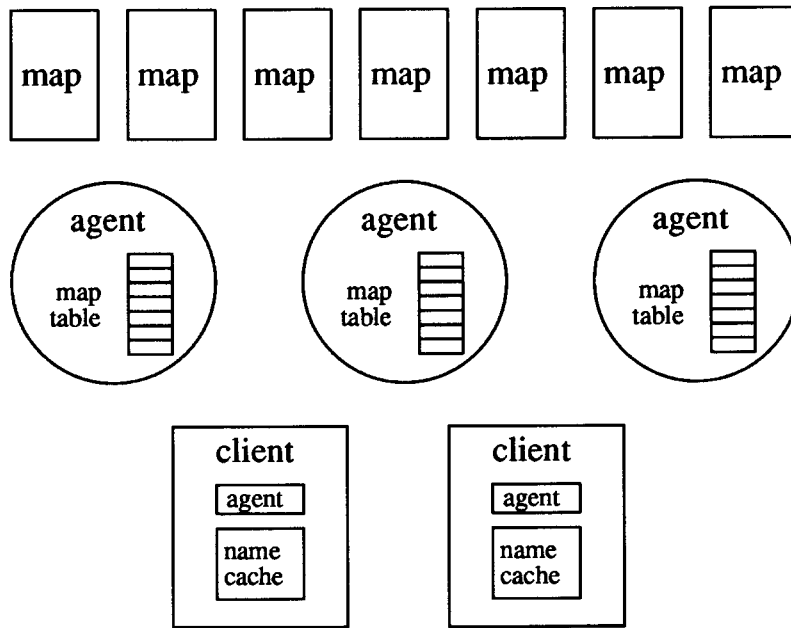 map map map map map map map
agent agent agent
map map map
table table table
client client
agent agent
name name
cache cache